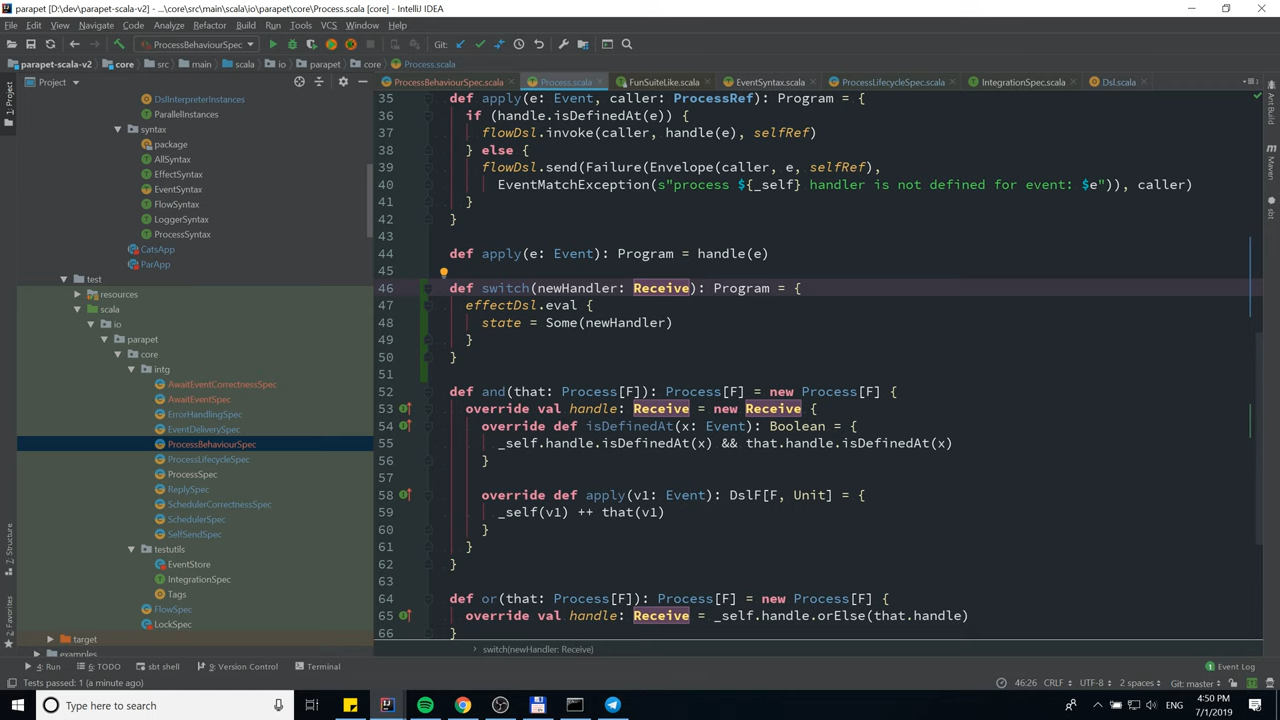 parapet [D:\dev\parapet-scala-v2] - ...\core\src\main\scala\io\parapet\core\Process.scala [core] - IntelliJ IDEA
File Edit View Navigate Code Analyze Refactor Build Run Tools VCS Window Help
ProcessBehaviourSpec Git:
parapet-scala-v2 core src main scala io parapet core Process.scala
Project
ProcessBehaviourSpec.scala Process.scala FunSuiteLike.scala EventSyntax.scala ProcessLifecycleSpec.scala IntegrationSpec.scala Dsl.scala
1: Project
7: Structure
2: Favorites
DslInterpreterInstances
ParallelInstances
syntax
package
AllSyntax
EffectSyntax
EventSyntax
FlowSyntax
LoggerSyntax
ProcessSyntax
CatsApp
ParApp
test
resources
scala
io
parapet
core
intg
AwaitEventCorrectnessSpec
AwaitEventSpec
ErrorHandlingSpec
EventDeliverySpec
ProcessBehaviourSpec
ProcessLifecycleSpec
ProcessSpec
ReplySpec
SchedulerCorrectnessSpec
SchedulerSpec
SelfSendSpec
testutils
EventStore
IntegrationSpec
Tags
FlowSpec
LockSpec
target
examples
35 def apply(e: Event, caller: ProcessRef): Program = {
36 if (handle.isDefinedAt(e)) {
37 flowDsl.invoke(caller, handle(e), selfRef)
38 } else {
39 flowDsl.send(Failure(Envelope(caller, e, selfRef),
40 EventMatchException(s"process ${_self} handler is not defined for event: $e")), caller)
41 }
42 }
43
44 def apply(e: Event): Program = handle(e)
45
46 def switch(newHandler: Receive): Program = {
47 effectDsl.eval {
48 state = Some(newHandler)
49 }
50 }
51
52 def and(that: Process[F]): Process[F] = new Process[F] {
53 override val handle: Receive = new Receive {
54 override def isDefinedAt(x: Event): Boolean = {
55 _self.handle.isDefinedAt(x) && that.handle.isDefinedAt(x)
56 }
57
58 override def apply(v1: Event): DslF[F, Unit] = {
59 _self(v1) ++ that(v1)
60 }
61 }
62 }
63
64 def or(that: Process[F]): Process[F] = new Process[F] {
65 override val handle: Receive = _self.handle.orElse(that.handle)
66 }
switch(newHandler: Receive)
Ant Build
Maven
sbt
4: Run 6: TODO sbt shell 9: Version Control Terminal Event Log
Tests passed: 1 (a minute ago) 46:26 CRLF UTF-8 2 spaces Git: master
Type here to search
ENG
4:50 PM
7/1/2019